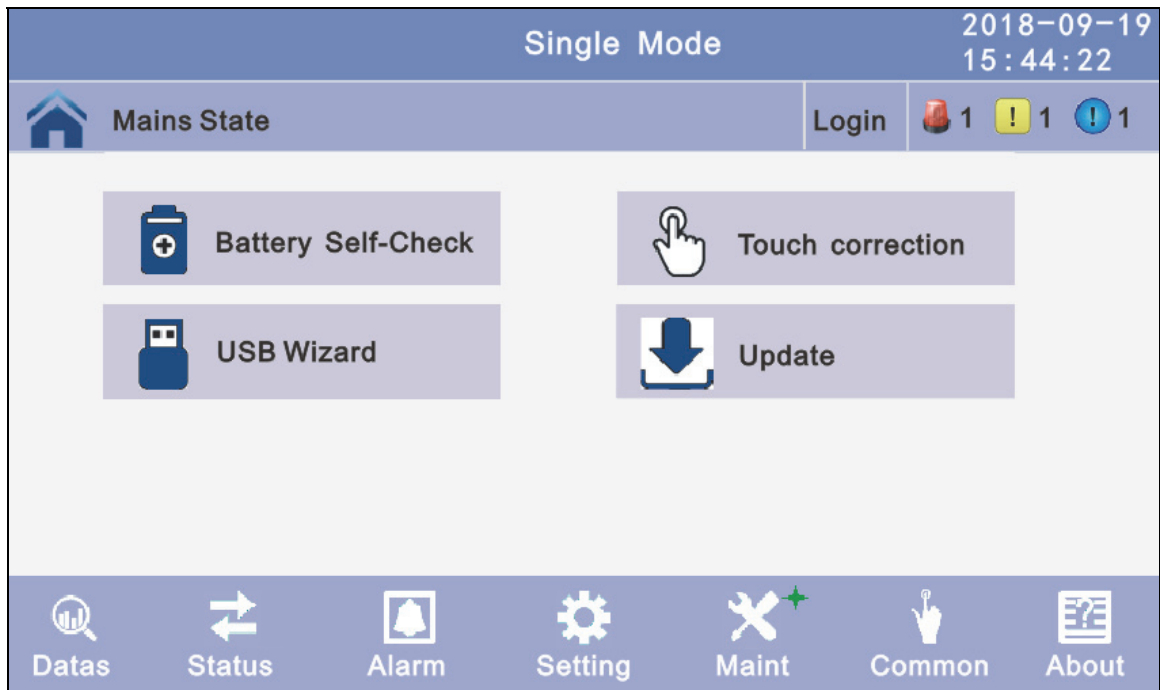 Single Mode
2018-09-19
15:44:22
Mains State
Login
1
! 1
! 1
Battery Self-Check
Touch correction
USB Wizard
Update
Datas
Status
Alarm
Setting
Maint
Common
?
About